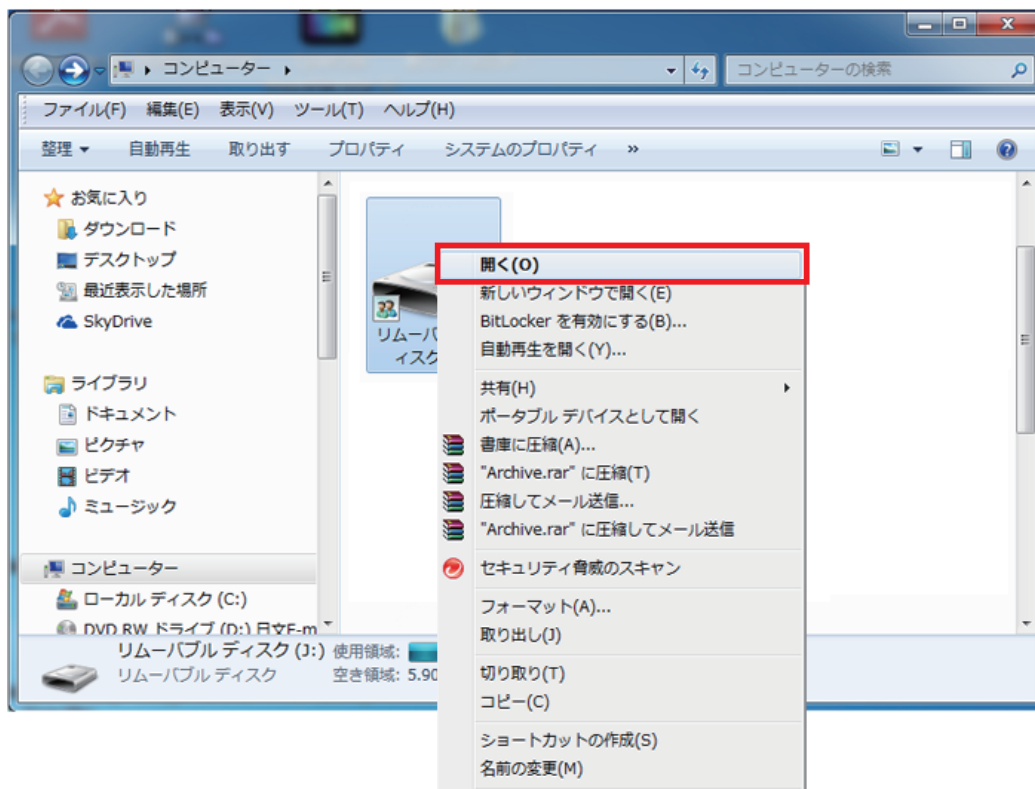 コンピューター
コンピューターの検索
ファイル(F) 編集(E) 表示(V) ツール(T) ヘルプ(H)
整理 自動再生 取り出す プロパティ システムのプロパティ »
お気に入り
ダウンロード
デスクトップ
最近表示した場所
SkyDrive
ライブラリ
ドキュメント
ピクチャ
ビデオ
ミュージック
コンピューター
ローカル ディスク (C:)
DVD RW ドライブ (D:) 日文E-m
リムーバ
ィスク
開く(O)
新しいウィンドウで開く(E)
BitLocker を有効にする(B)...
自動再生を開く(Y)...
共有(H)
ポータブル デバイスとして開く
書庫に圧縮(A)...
"Archive.rar" に圧縮(T)
圧縮してメール送信...
"Archive.rar" に圧縮してメール送信
セキュリティ脅威のスキャン
フォーマット(A)...
取り出し(J)
切り取り(T)
コピー(C)
ショートカットの作成(S)
名前の変更(M)
リムーバブル ディスク (J:) 使用領域:
リムーバブル ディスク 空き領域: 5.90